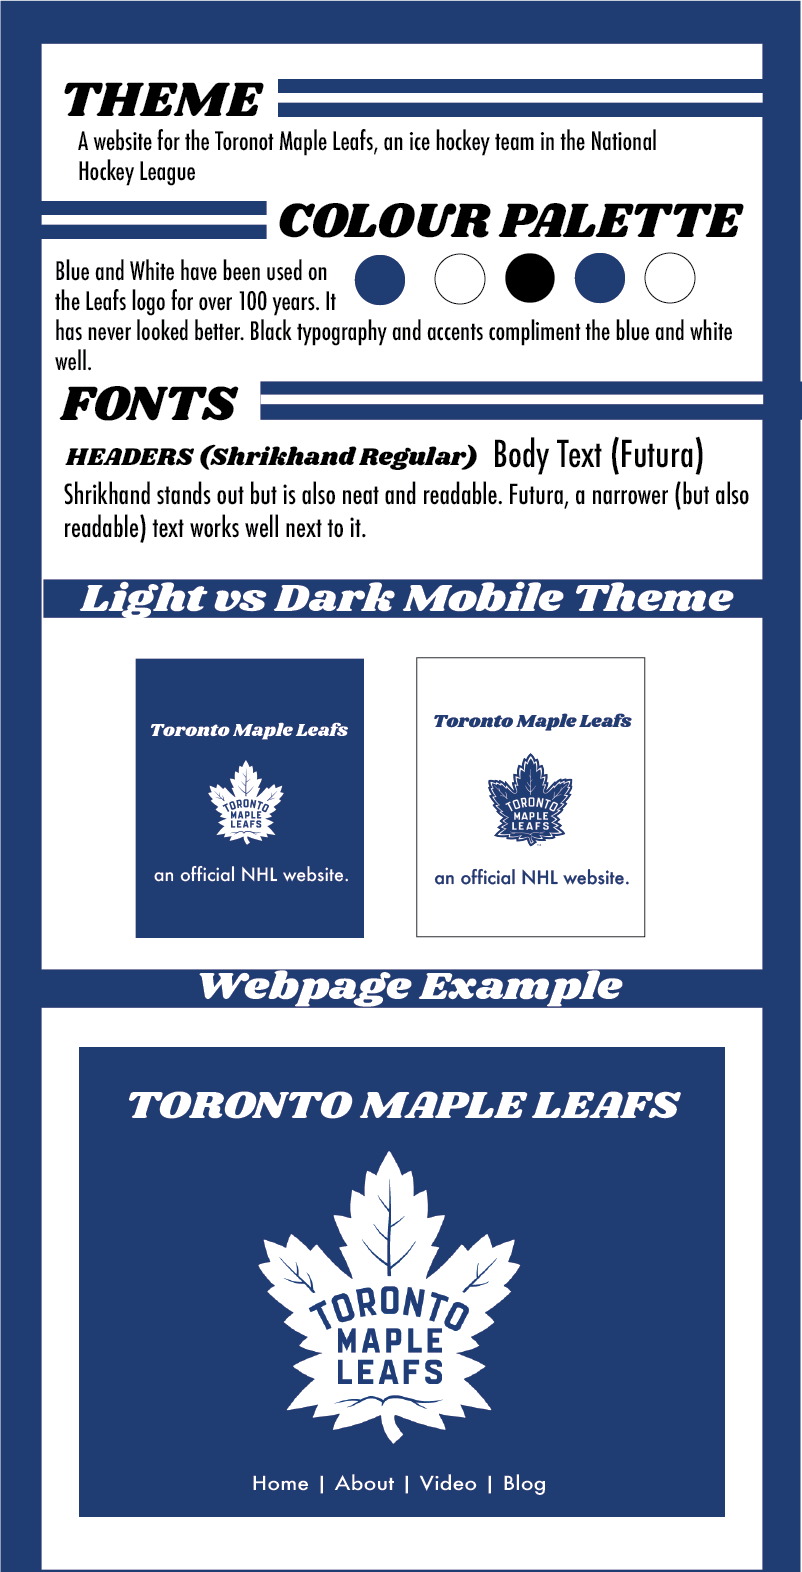 THEME
A website for the Toronot Maple Leafs, an ice hockey team in the National
Hockey League
COLOUR PALETTE
Blue and White have been used on
the Leafs logo for over 100 years. It
has never looked better. Black typography and accents compliment the blue and white
well.
FONTS
HEADERS (Shrikhand Regular) Body Text (Futura)
Shrikhand stands out but is also neat and readable. Futura, a narrower (but also
readable) text works well next to it.
Light vs Dark Mobile Theme
Toronto Maple Leafs
TORONTO
MAPLE
LEAFS
an official NHL website.
Toronto Maple Leafs
TORONTO
MAPLE
LEAFS
an official NHL website.
Webpage Example
TORONTO MAPLE LEAFS
TORONTO
MAPLE
LEAFS
Home | About | Video | Blog